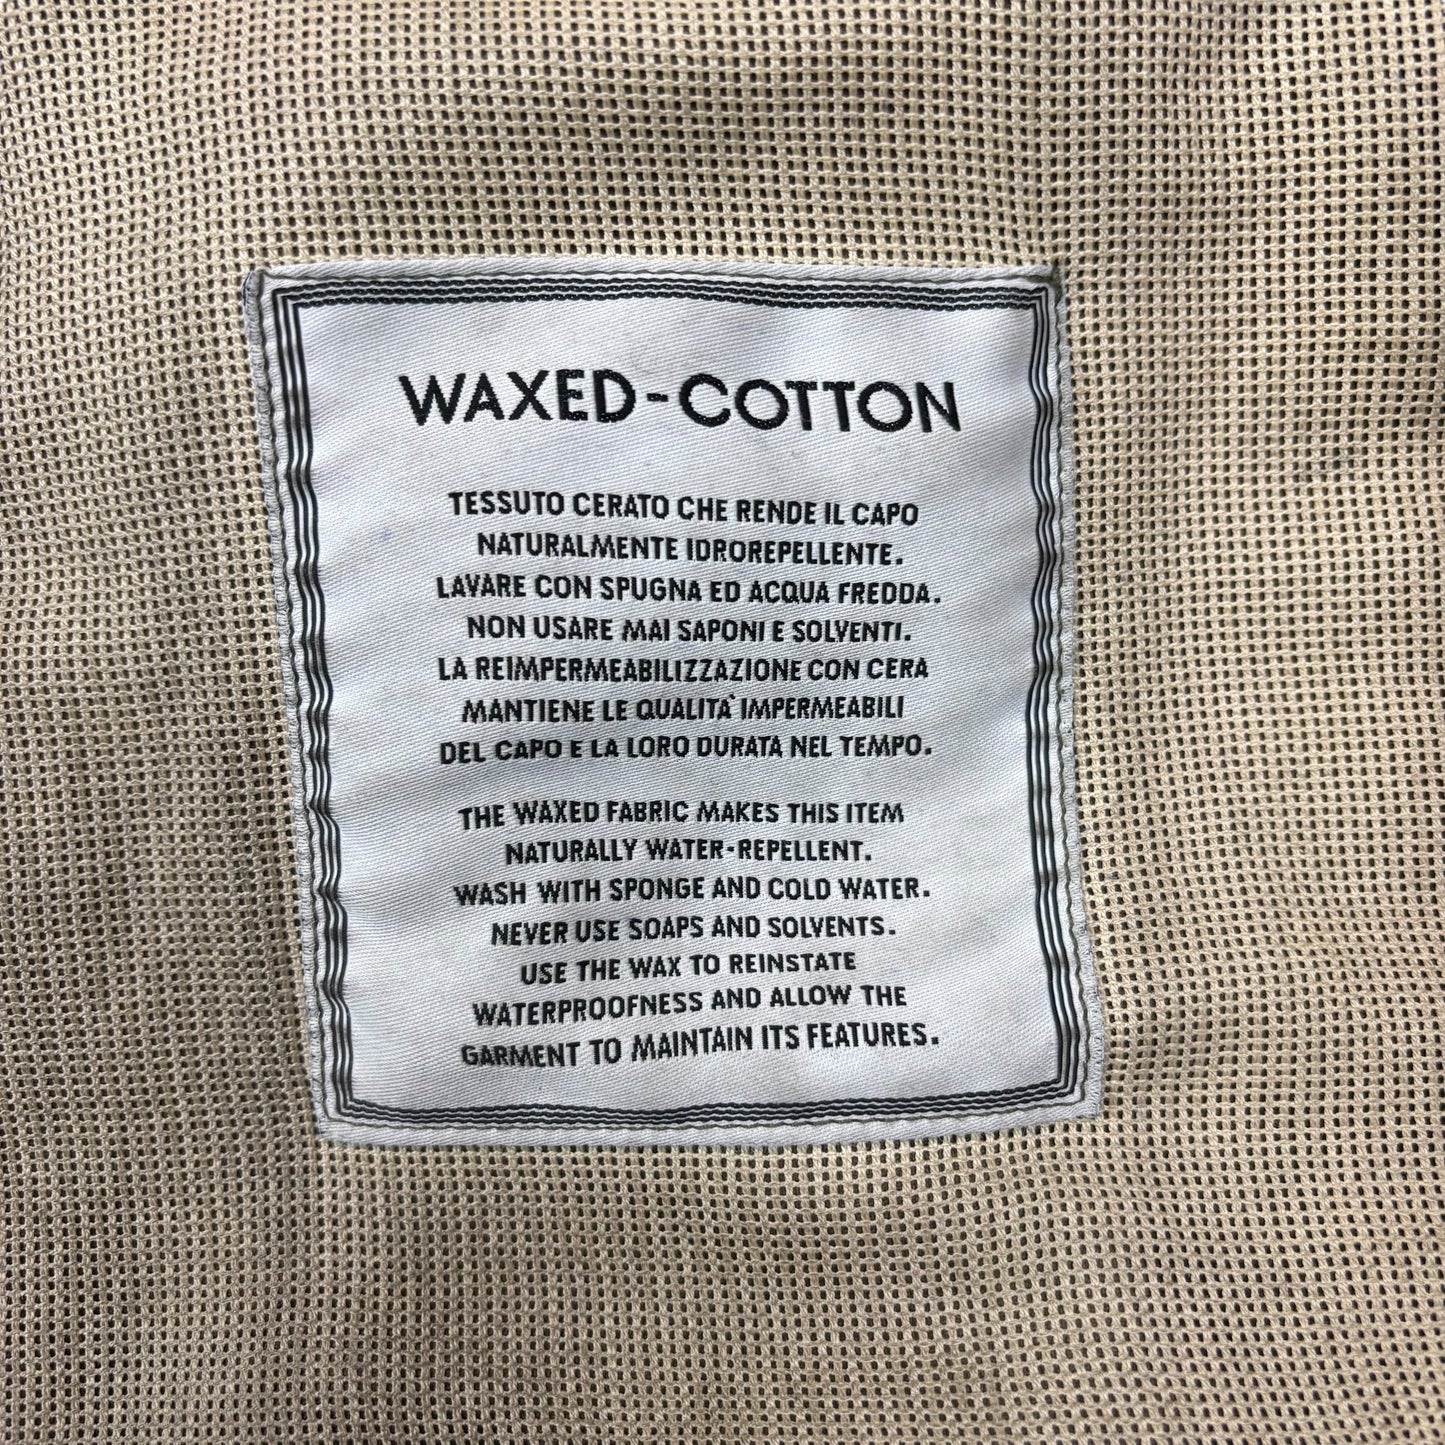 WAXED-COTTON
TESSUTO CERATO CHE RENDE IL CAPO
NATURALMENTE IDROREPELLENTE.
LAVARE CON SPUGNA ED ACQUA FREDDA.
NON USARE MAI SAPONI E SOLVENTI.
LA REIMPERMEABILIZZAZIONE CON CERA
MANTIENE LE QUALITA' IMPERMEABILI
DEL CAPO E LA LORO DURATA NEL TEMPO.
THE WAXED FABRIC MAKES THIS ITEM
NATURALLY WATER-REPELLENT.
WASH WITH SPONGE AND COLD WATER.
NEVER USE SOAPS AND SOLVENTS.
USE THE WAX TO REINSTATE
WATERPROOFNESS AND ALLOW THE
GARMENT TO MAINTAIN ITS FEATURES.